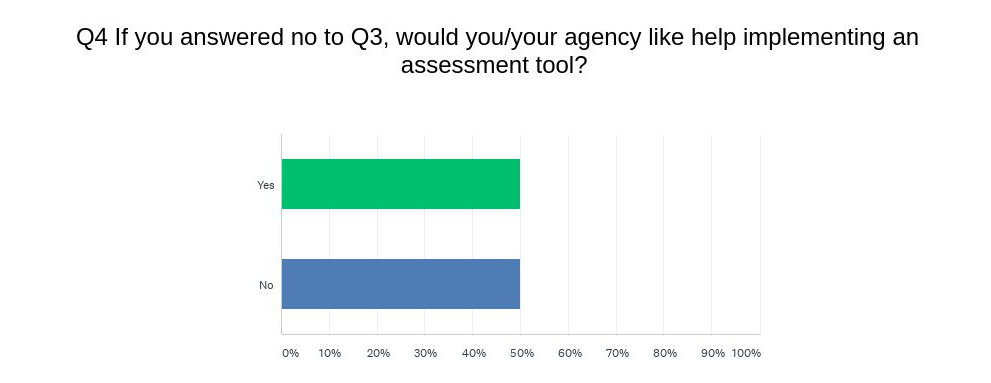 Q4 If you answered no to Q3, would you/your agency like help implementing an
assessment tool?
Yes
No
0% 10% 20% 30% 40% 50% 60% 70% 80% 90% 100%